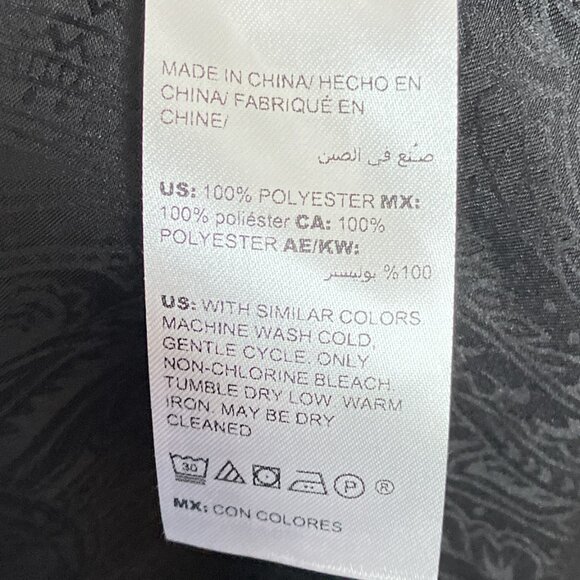 MADE IN CHINA/ HECHO EN
CHINA/ FABRIQUÉ EN
CHINE/
صنع في الصين
US: 100% POLYESTER MX:
100% poliéster CA: 100%
POLYESTER AE/KW:
100% بوليستر
US: WITH SIMILAR COLORS
MACHINE WASH COLD,
GENTLE CYCLE. ONLY
NON-CHLORINE BLEACH.
TUMBLE DRY LOW. WARM
IRON. MAY BE DRY
CLEANED
30 P ®
MX: CON COLORES